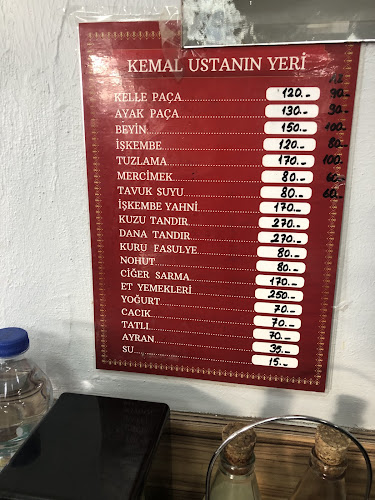 KEMAL USTANIN YERİ
KELLE PAÇA 120.- 90.-
AYAK PAÇA 130.- 90.-
BEYİN 150.- 100.-
İŞKEMBE 120.- 80.-
TUZLAMA 170.- 100.-
MERCİMEK 80.- 60.-
TAVUK SUYU 80.- 60.-
İŞKEMBE YAHNİ 170.-
KUZU TANDIR 270.-
DANA TANDIR 270.-
KURU FASULYE 80.-
NOHUT 80.-
CİĞER SARMA 170.-
ET YEMEKLERİ 250.-
YOĞURT 70.-
CACIK 70.-
TATLI 70.-
AYRAN 35.-
SU 15.-